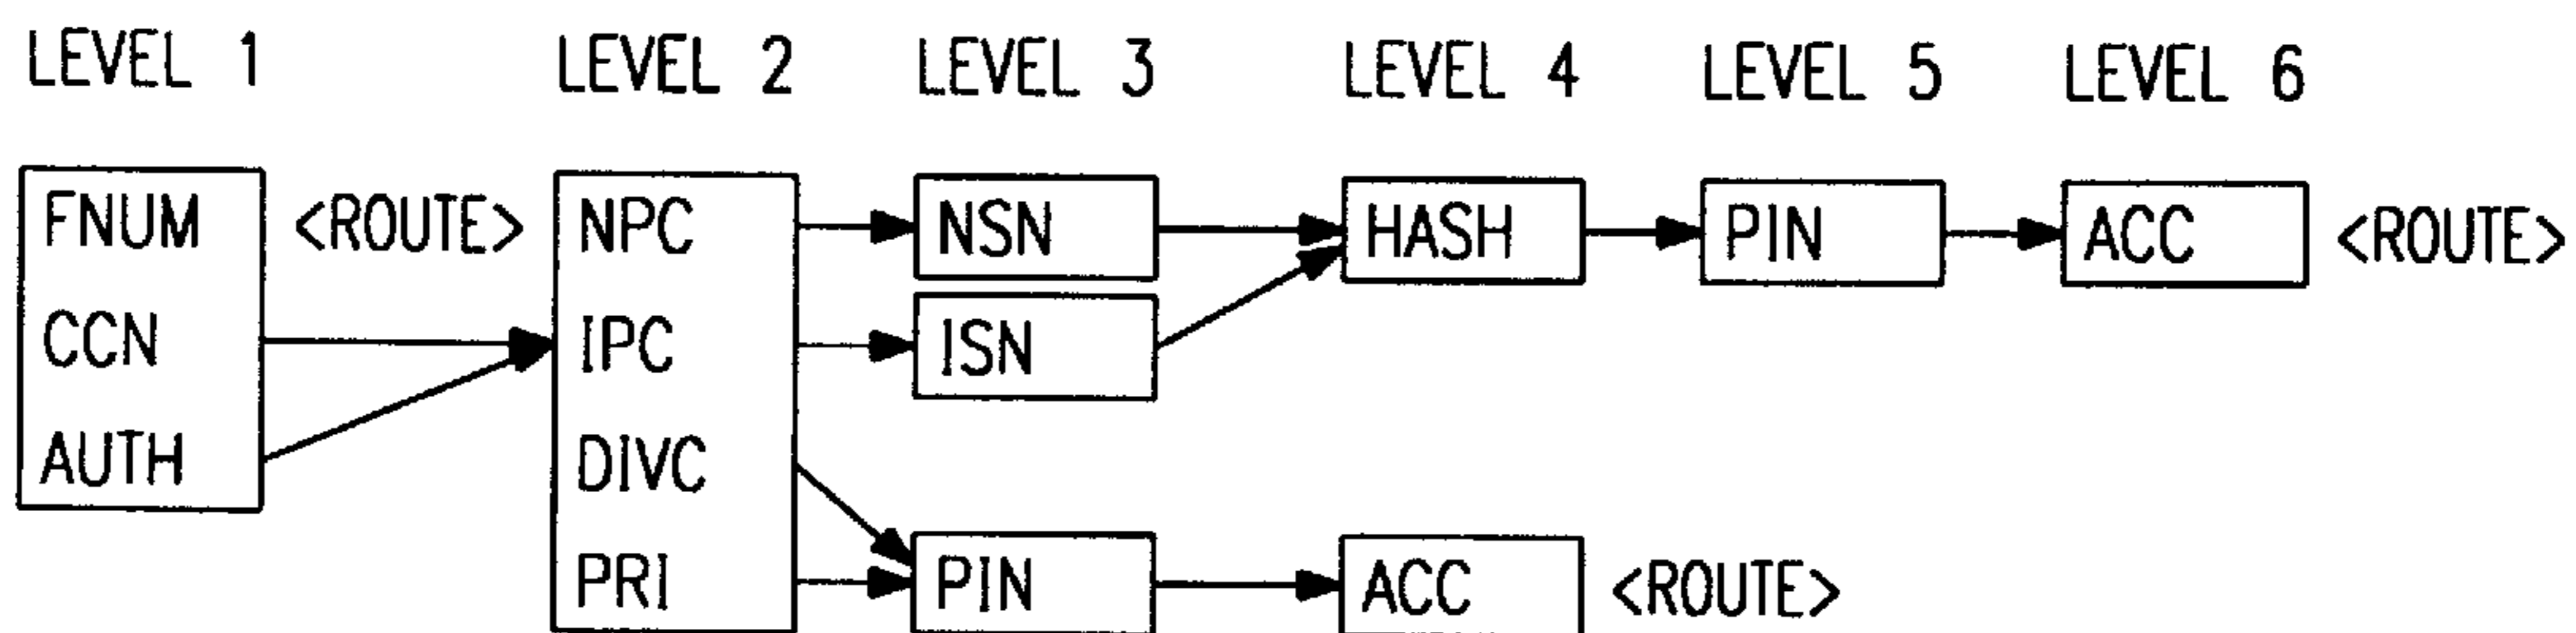 LEVEL 1 LEVEL 2 LEVEL 3 LEVEL 4 LEVEL 5 LEVEL 6
FNUM <ROUTE> NPC NSN HASH PIN ACC <ROUTE>
CCN IPC ISN
AUTH DIVC
PRI PIN ACC <ROUTE>